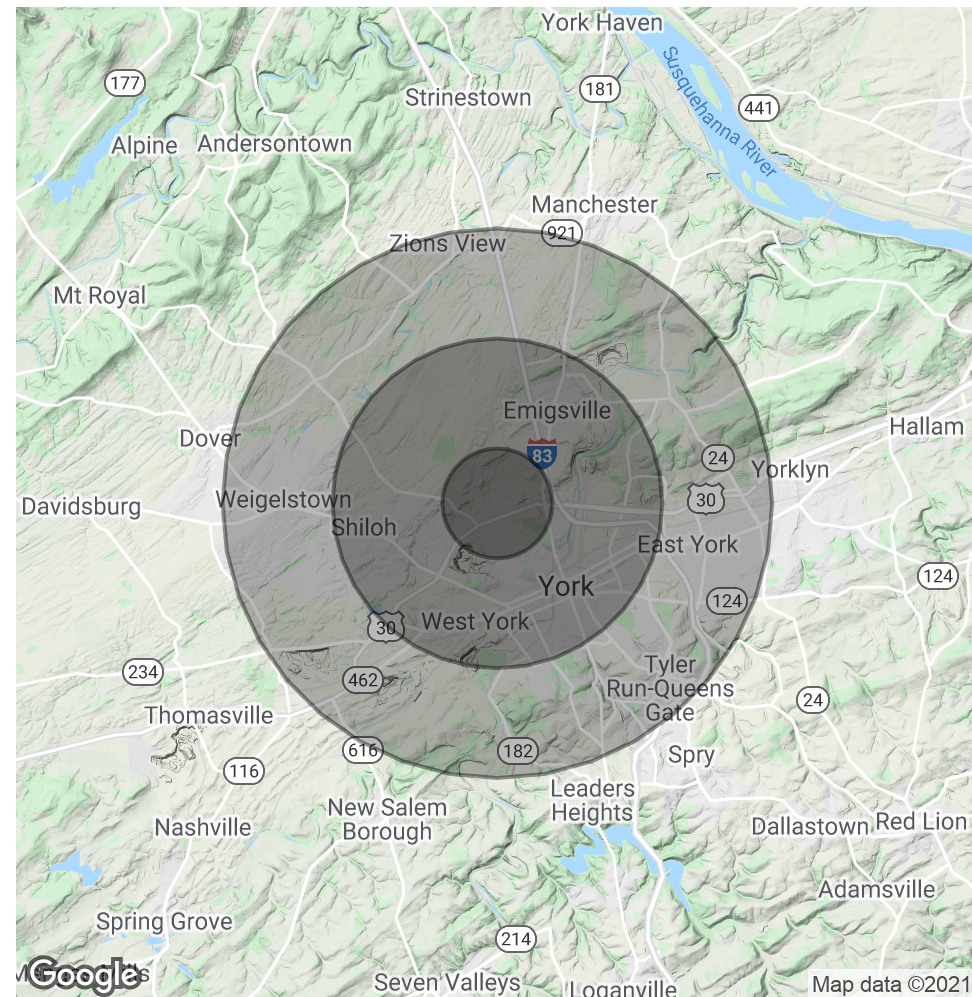 York Haven
177
181
Strinestown
441
Susquehanna River
Alpine
Andersontown
Manchester
921
Zions View
Mt Royal
Emigsville
Hallam
Dover
83
24
Yorklyn
30
Weigelstown
Davidsburg
Shiloh
East York
124
York
124
West York
30
234
462
Tyler
Run-Queens
Gate
24
Thomasville
616
182
Spry
116
Leaders
Heights
New Salem
Borough
Nashville
Dallastown
Red Lion
Adamsville
Spring Grove
214
Google
Seven Valleys
Loganville
Map data ©2021